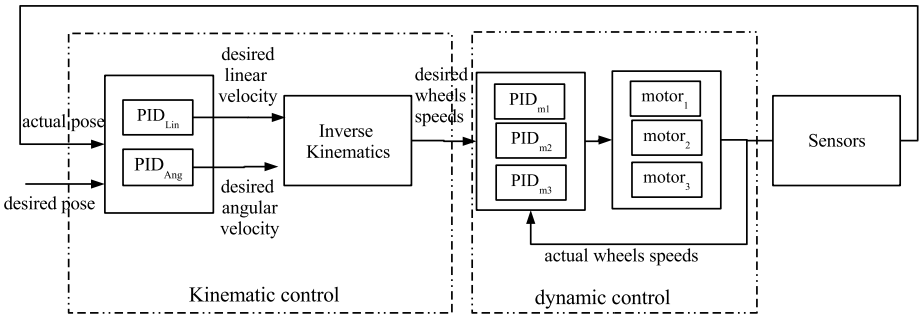 actual pose
desired pose
PID Lin
PID Ang
desired
linear
velocity
desired
angular
velocity
Inverse
Kinematics
Kinematic control
desired
wheels
speeds
PID m1
PID m2
PID m3
motor 1
motor 2
motor 3
actual wheels speeds
dynamic control
Sensors